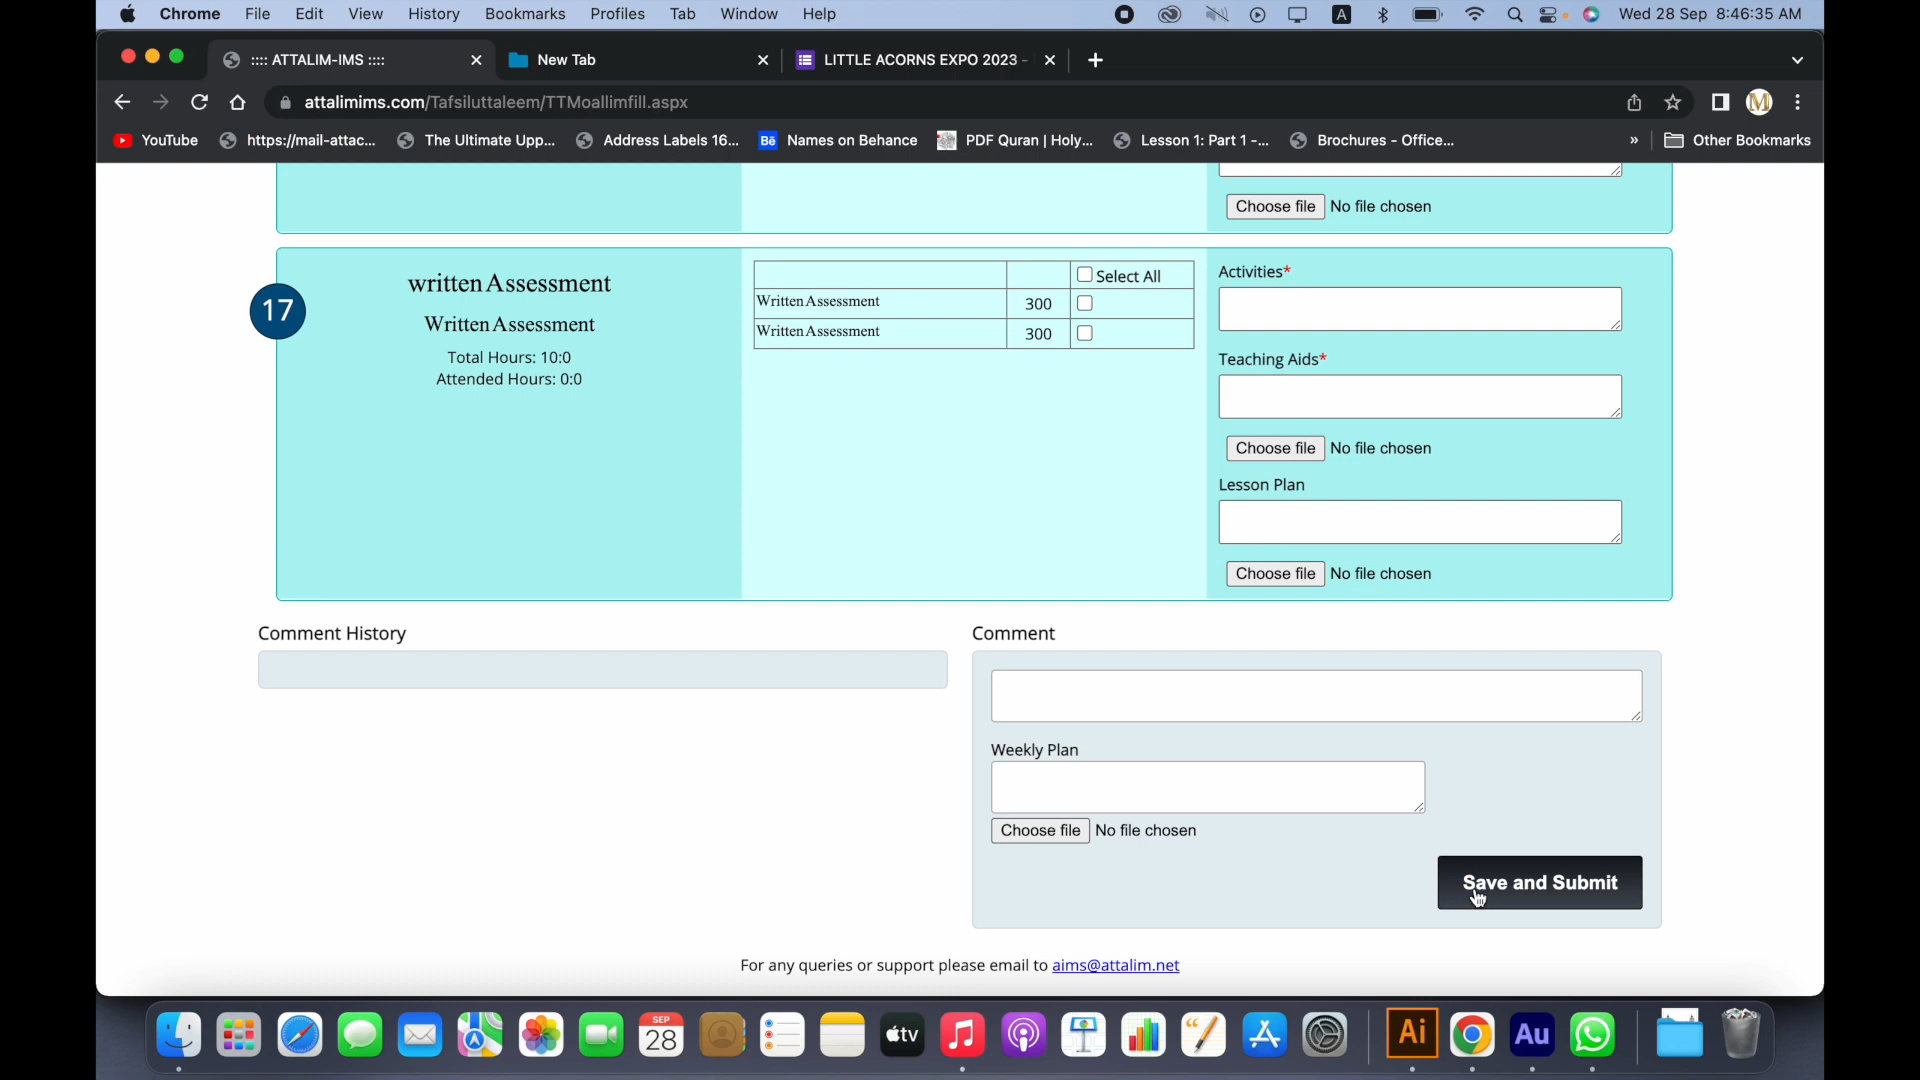 Chrome File Edit View History Bookmarks Profiles Tab Window Help A Wed 28 Sep 8:46:35 AM
:::: ATTALIM-IMS :::: New Tab LITTLE ACORNS EXPO 2023 -
attalimims.com/Tafsiluttaleem/TTMoallimfill.aspx M
YouTube https://mail-attac... The Ultimate Upp... Address Labels 16... Bē Names on Behance PDF Quran | Holy... Lesson 1: Part 1 -... Brochures - Office... » Other Bookmarks
Choose file No file chosen
17
written Assessment
Written Assessment
Total Hours: 10:0
Attended Hours: 0:0
Select All
Written Assessment 300
Written Assessment 300
Activities*
Teaching Aids*
Choose file No file chosen
Lesson Plan
Choose file No file chosen
Comment History
Comment
Weekly Plan
Choose file No file chosen
Save and Submit
For any queries or support please email to aims@attalim.net
SEP
28
tv
Ai
Au